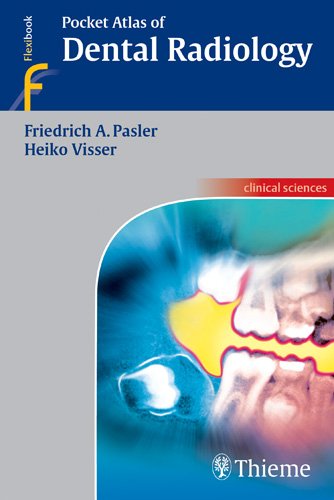 Flexibook
Pocket Atlas of
Dental Radiology
Friedrich A. Pasler
Heiko Visser
clinical sciences
Thieme